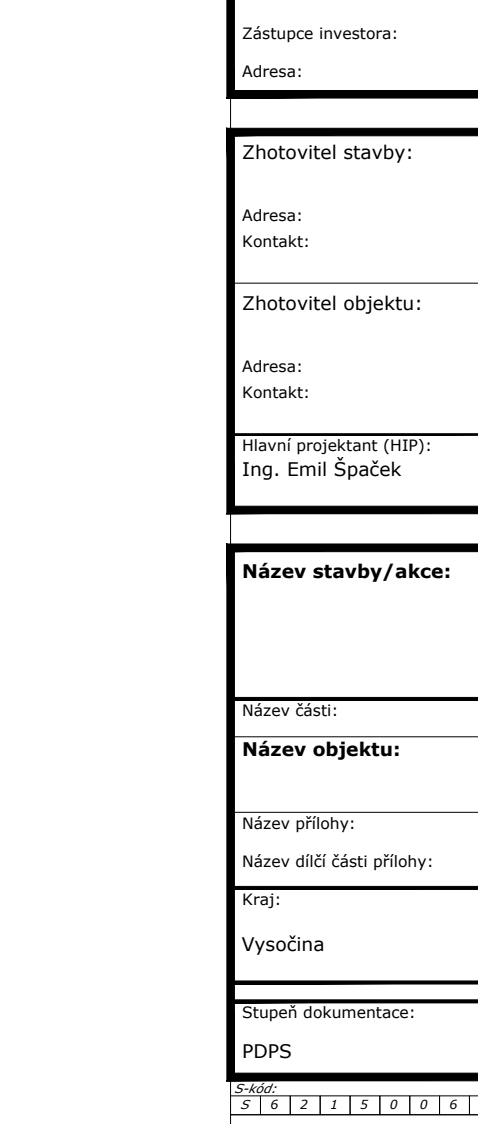 Zástupce investora:
Adresa:
Zhotovitel stavby:
Adresa:
Kontakt:
Zhotovitel objektu:
Adresa:
Kontakt:
Hlavní projektant (HIP):
Ing. Emil Špaček
Název stavby/akce:
Název části:
Název objektu:
Název přílohy:
Název dílčí části přílohy:
Kraj:
Vysočina
Stupeň dokumentace:
PDPS
S-kód:
S 6 2 1 5 0 0 6